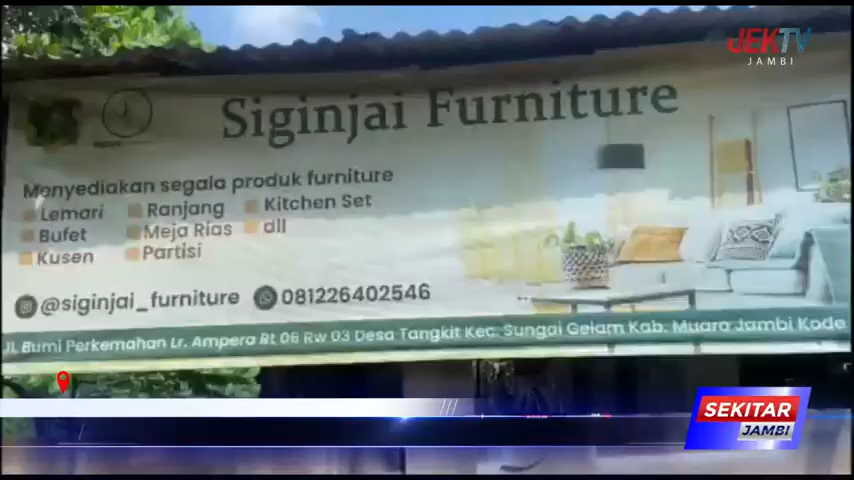 JEKTV
JAMBI
Siginjai Furniture
Menyediakan segala produk furniture
Lemari Ranjang Kitchen Set
Bufet Meja Rias dll
Kusen Partisi
@siginjai_furniture 081226402546
Jl. Bumi Perkemahan Lr. Ampera Rt 06 Rw 03 Desa Tangkit Kec. Sungai Gelam Kab. Muaro Jambi Kode
SEKITAR
JAMBI